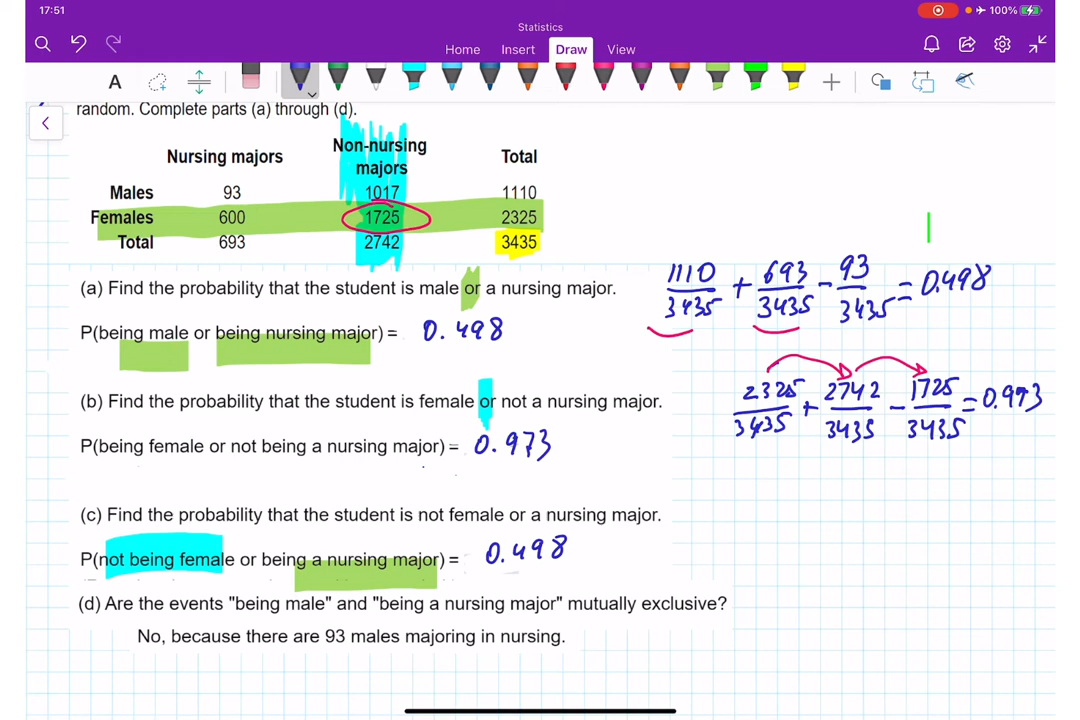 17:51
100%
Statistics
Home Insert Draw View
A
random. Complete parts (a) through (d).
Nursing majors Non-nursing majors Total
Males 93 1017 1110
Females 600 1725 2325
Total 693 2742 3435
(a) Find the probability that the student is male or a nursing major.
1110/3435 + 693/3435 - 93/3435 = 0.498
P(being male or being nursing major) = 0.498
(b) Find the probability that the student is female or not a nursing major.
2325/3435 + 2742/3435 - 1725/3435 = 0.973
P(being female or not being a nursing major) = 0.973
(c) Find the probability that the student is not female or a nursing major.
P(not being female or being a nursing major) = 0.498
(d) Are the events "being male" and "being a nursing major" mutually exclusive?
No, because there are 93 males majoring in nursing.